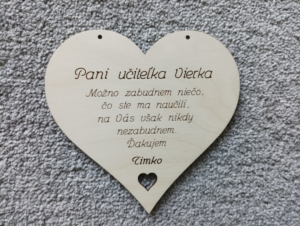 Pani učiteľka Vierka
Možno zabudnem niečo,
čo ste ma naučili,
na Vás však nikdy
nezabudnem.
Ďakujem
Timko